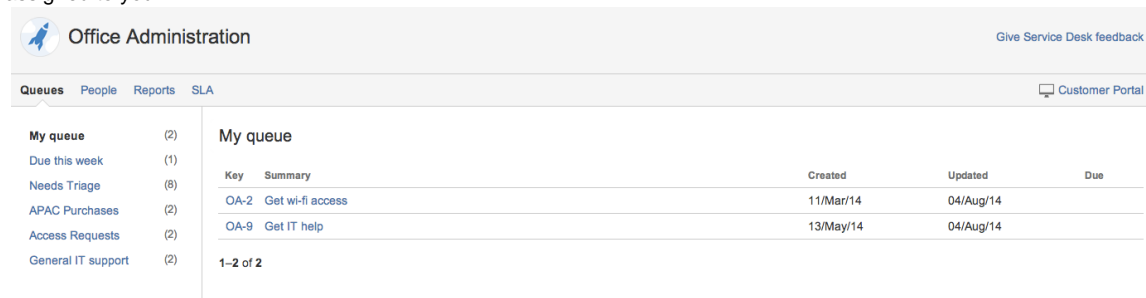 Office Administration
Give Service Desk feedback
Queues People Reports SLA
Customer Portal
My queue (2)
Due this week (1)
Needs Triage (8)
APAC Purchases (2)
Access Requests (2)
General IT support (2)
My queue
Key Summary Created Updated Due
OA-2 Get wi-fi access 11/Mar/14 04/Aug/14
OA-9 Get IT help 13/May/14 04/Aug/14
1–2 of 2